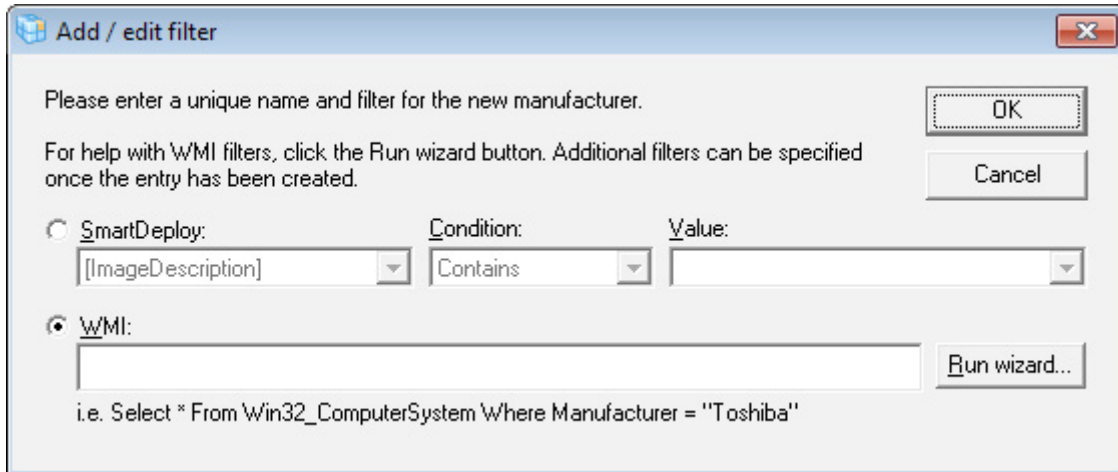 Add / edit filter
Please enter a unique name and filter for the new manufacturer.
OK
For help with WMI filters, click the Run wizard button. Additional filters can be specified
once the entry has been created.
Cancel
SmartDeploy: Condition: Value:
[ImageDescription] Contains
WMI:
Run wizard...
i.e. Select * From Win32_ComputerSystem Where Manufacturer = "Toshiba"